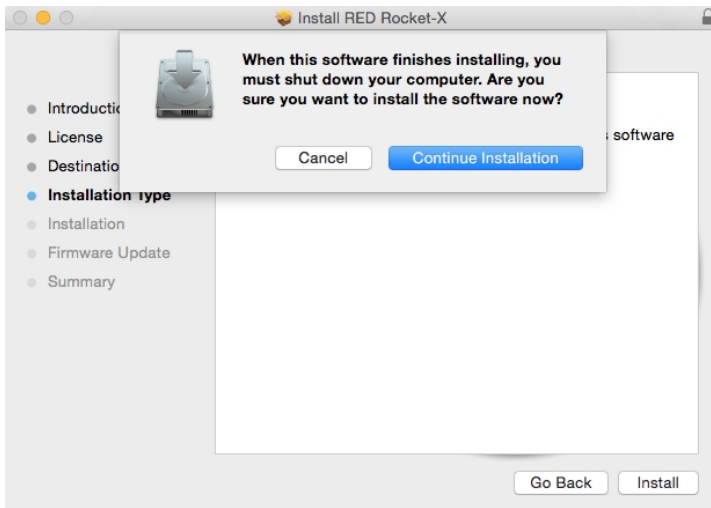 Install RED Rocket-X
When this software finishes installing, you
must shut down your computer. Are you
sure you want to install the software now?
Cancel
Continue Installation
Introductio
License
Destinatio
Installation Type
Installation
Firmware Update
Summary
software
Go Back
Install